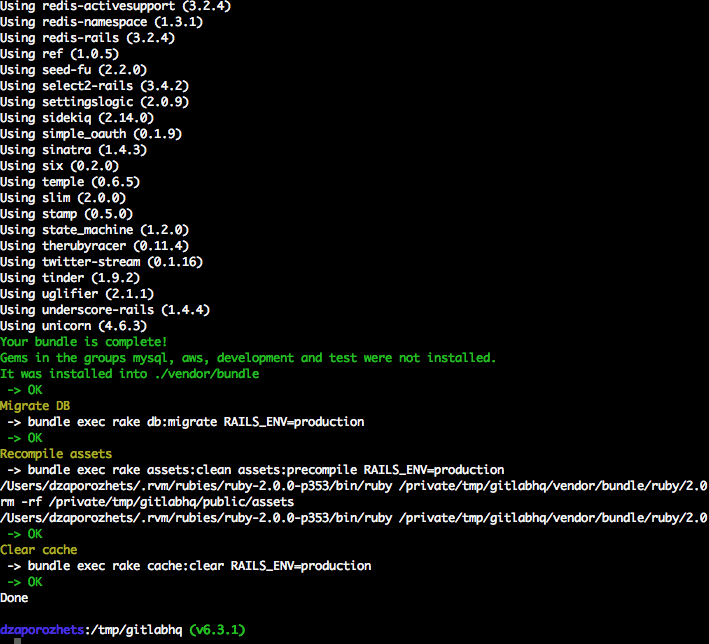 Using redis-activesupport (3.2.4)
Using redis-namespace (1.3.1)
Using redis-rails (3.2.4)
Using ref (1.0.5)
Using seed-fu (2.2.0)
Using select2-rails (3.4.2)
Using settingslogic (2.0.9)
Using sidekiq (2.14.0)
Using simple_oauth (0.1.9)
Using sinatra (1.4.3)
Using six (0.2.0)
Using temple (0.6.5)
Using slim (2.0.0)
Using stamp (0.5.0)
Using state_machine (1.2.0)
Using therubyracer (0.11.4)
Using twitter-stream (0.1.16)
Using tinder (1.9.2)
Using uglifier (2.1.1)
Using underscore-rails (1.4.4)
Using unicorn (4.6.3)
Your bundle is complete!
Gems in the groups mysql, aws, development and test were not installed.
It was installed into ./vendor/bundle
 -> OK
Migrate DB
 -> bundle exec rake db:migrate RAILS_ENV=production
 -> OK
Recompile assets
 -> bundle exec rake assets:clean assets:precompile RAILS_ENV=production
/Users/dzaporozhets/.rvm/rubies/ruby-2.0.0-p353/bin/ruby /private/tmp/gitlabhq/vendor/bundle/ruby/2.0
rm -rf /private/tmp/gitlabhq/public/assets
/Users/dzaporozhets/.rvm/rubies/ruby-2.0.0-p353/bin/ruby /private/tmp/gitlabhq/vendor/bundle/ruby/2.0
 -> OK
Clear cache
 -> bundle exec rake cache:clear RAILS_ENV=production
 -> OK
Done
dzaporozhets:/tmp/gitlabhq (v6.3.1)